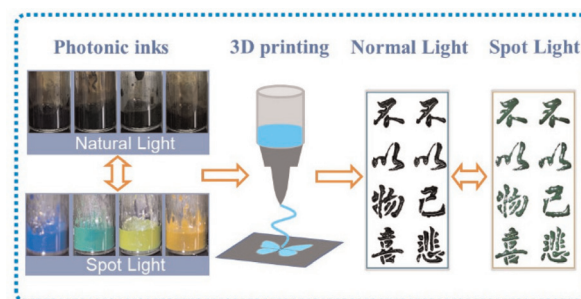 Photonic inks
Natural Light
Spot Light
3D printing
Normal Light
不以物喜
不以己悲
Spot Light
不以物喜
不以己悲